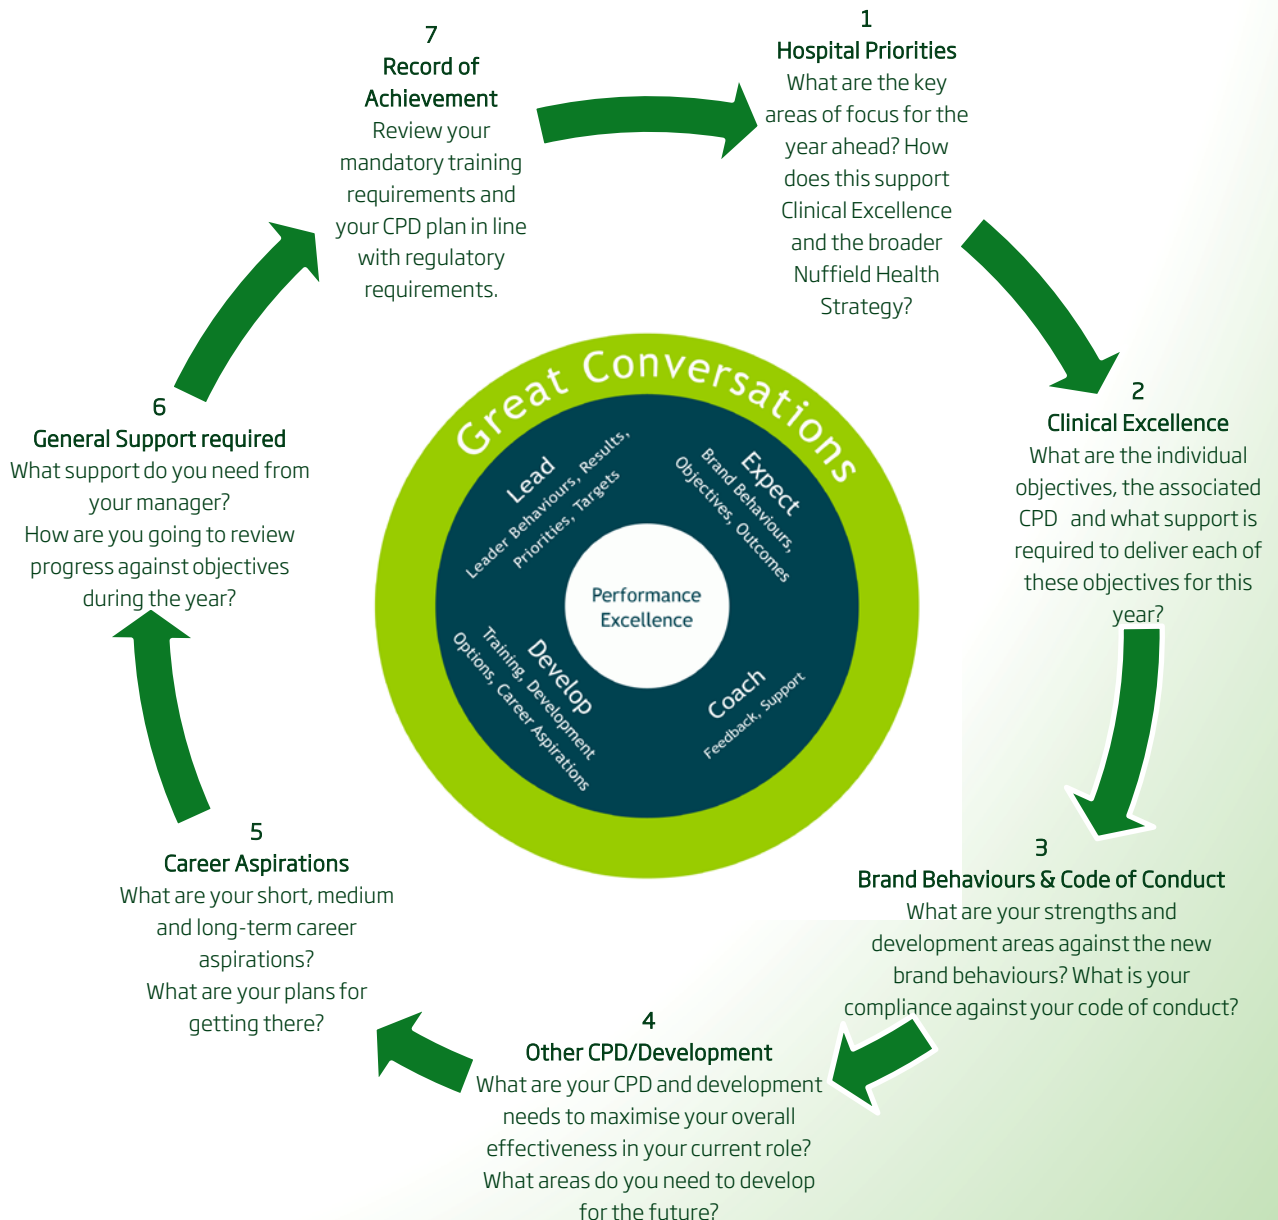 1
Hospital Priorities
What are the key
areas of focus for the
year ahead? How
does this support
Clinical Excellence
and the broader
Nuffield Health
Strategy?
2
Clinical Excellence
What are the individual
objectives, the associated
CPD and what support is
required to deliver each of
these objectives for this
year?
3
Brand Behaviours & Code of Conduct
What are your strengths and
development areas against the new
brand behaviours? What is your
compliance against your code of conduct?
4
Other CPD/Development
What are your CPD and development
needs to maximise your overall
effectiveness in your current role?
What areas do you need to develop
for the future?
5
Career Aspirations
What are your short, medium
and long-term career
aspirations?
What are your plans for
getting there?
6
General Support required
What support do you need from
your manager?
How are you going to review
progress against objectives
during the year?
7
Record of
Achievement
Review your
mandatory training
requirements and
your CPD plan in line
with regulatory
requirements.
Great Conversations
Lead
Leader Behaviours, Results,
Priorities, Targets
Expect
Brand Behaviours,
Objectives, Outcomes
Performance
Excellence
Develop
Training, Development
Options, Career Aspirations
Coach
Feedback, Support